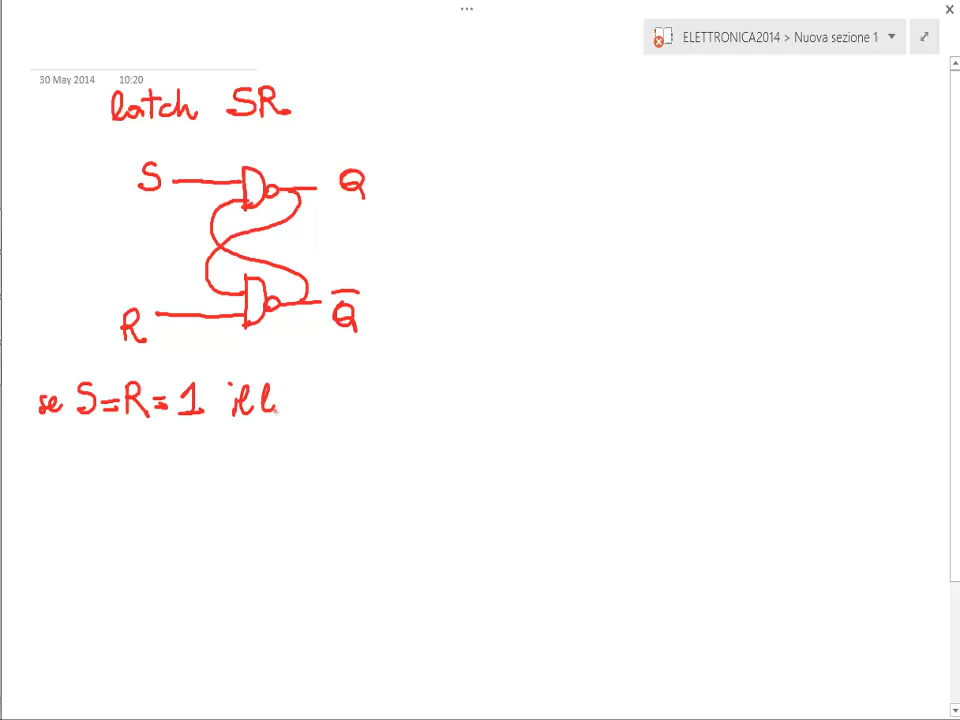 ELETTRONICA2014 > Nuova sezione 1
30 May 2014 10:20
latch SR
S Q
R Q̅
se S=R=1 il l